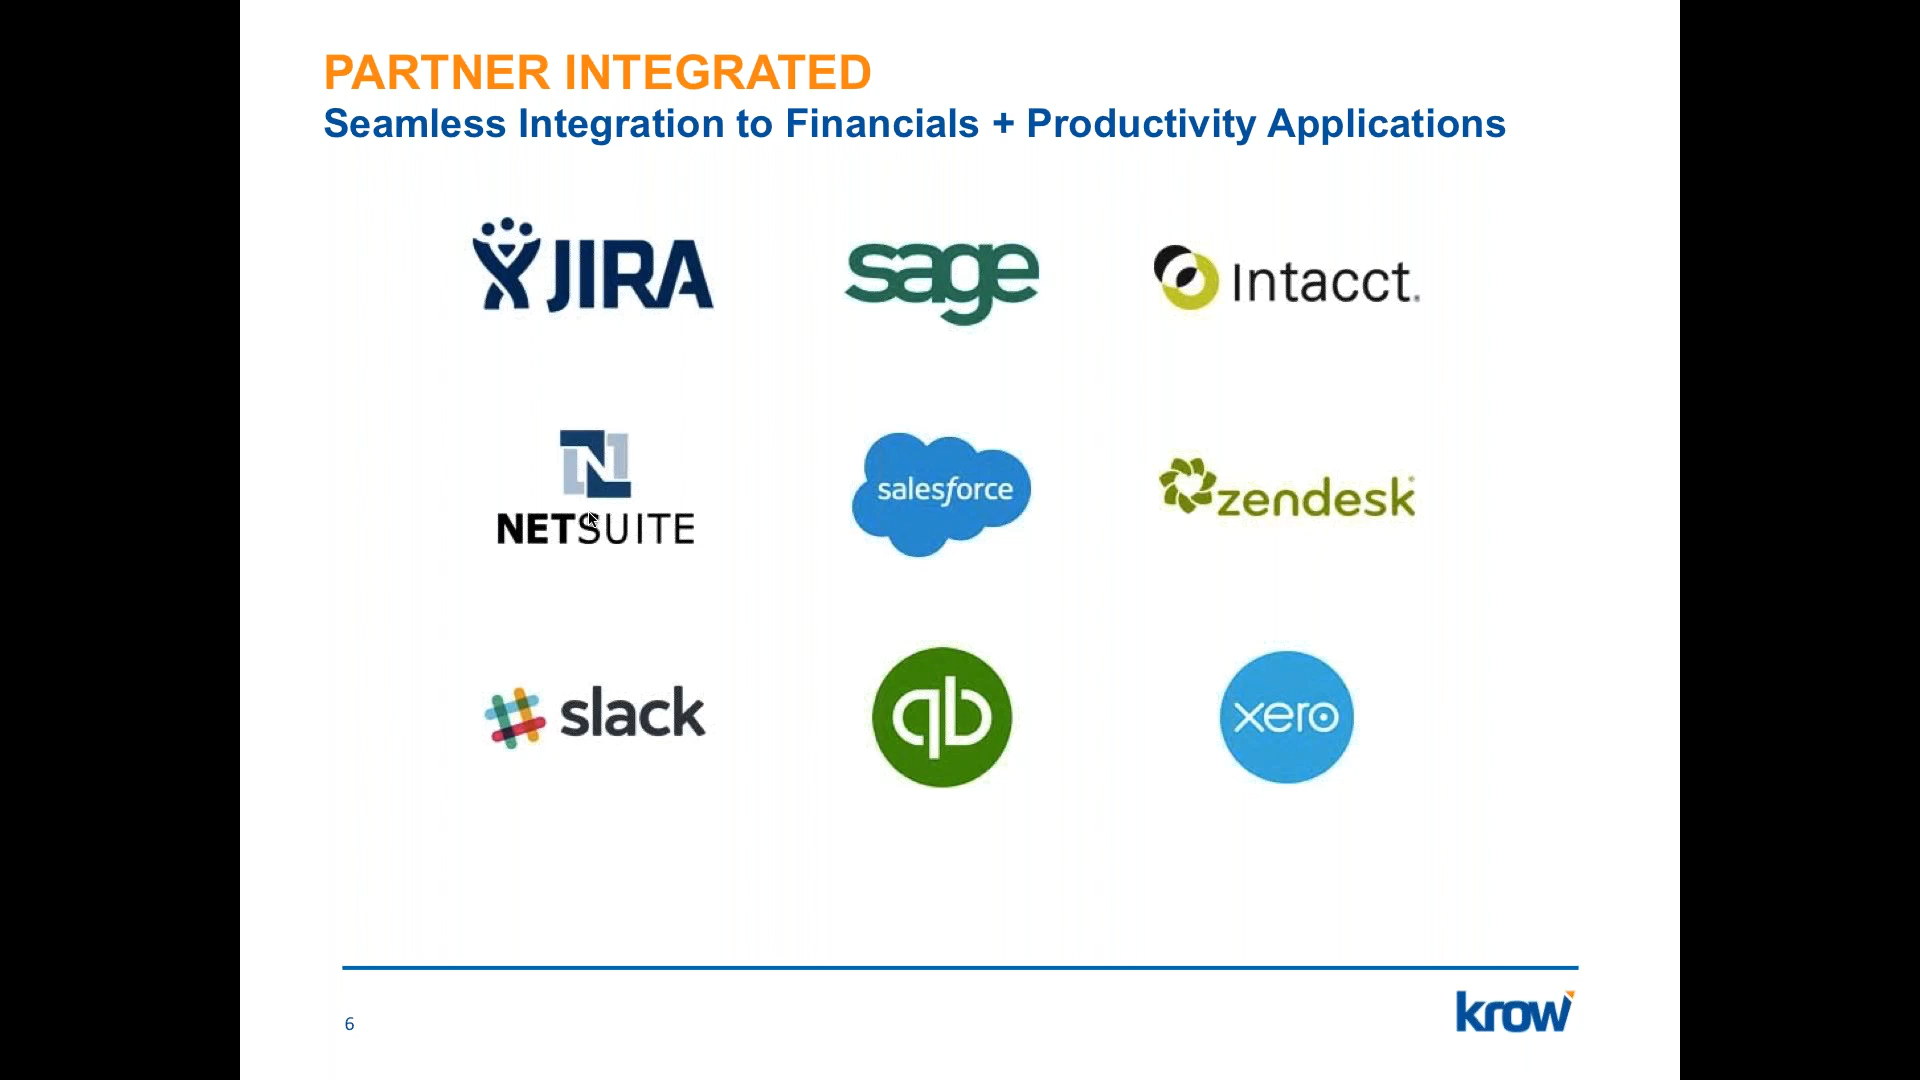 PARTNER INTEGRATED
Seamless Integration to Financials + Productivity Applications
JIRA
sage
Intacct.
NETSUITE
salesforce
zendesk
slack
qb
xero
6
krow